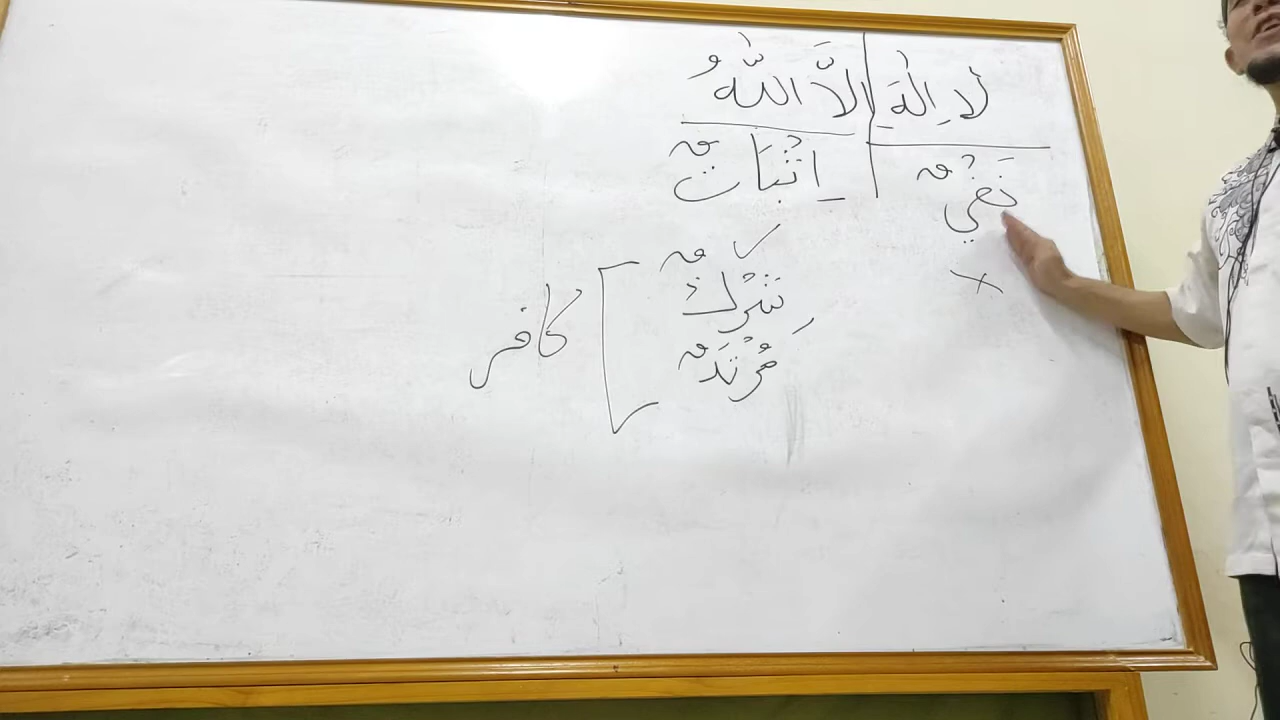 لَا اِلٰهَ اِلَّا اللّٰهُ
نَفْيٌ اِثْبَاتٌ
× ✓
شِرْكٌ
مُرْتَدٌّ
كافر